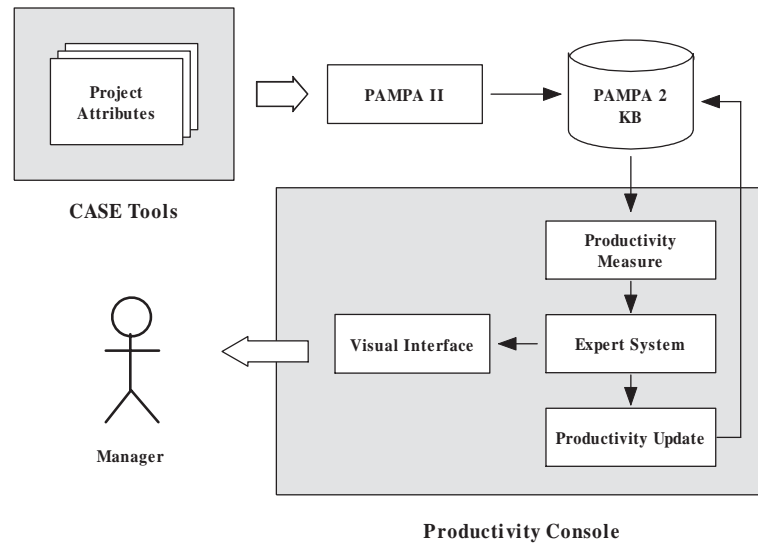 Project
Attributes
CASE Tools
PAMPA II
PAMPA 2
KB
Productivity
Measure
Expert System
Visual Interface
Productivity Update
Manager
Productivity Console